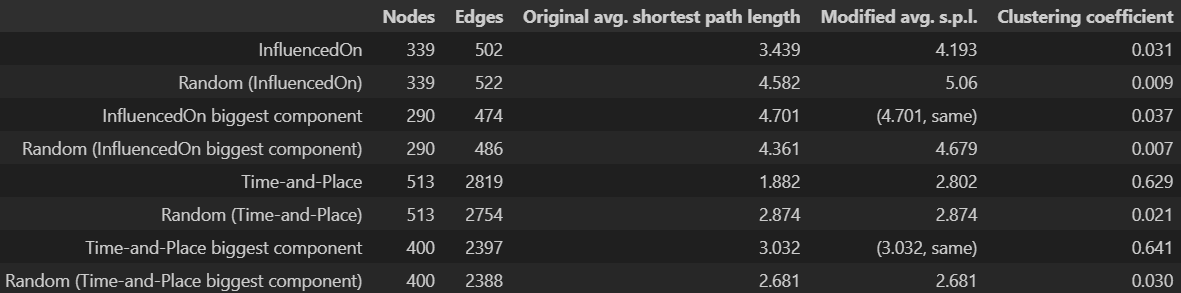 Nodes Edges Original avg. shortest path length Modified avg. s.p.l. Clustering coefficient
InfluencedOn 339 502 3.439 4.193 0.031
Random (InfluencedOn) 339 522 4.582 5.06 0.009
InfluencedOn biggest component 290 474 4.701 (4.701, same) 0.037
Random (InfluencedOn biggest component) 290 486 4.361 4.679 0.007
Time-and-Place 513 2819 1.882 2.802 0.629
Random (Time-and-Place) 513 2754 2.874 2.874 0.021
Time-and-Place biggest component 400 2397 3.032 (3.032, same) 0.641
Random (Time-and-Place biggest component) 400 2388 2.681 2.681 0.030